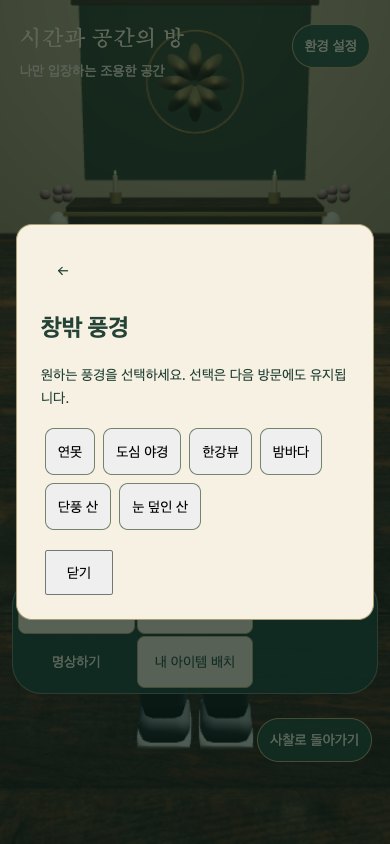 시간과 공간의 방
환경 설정
나만 입장하는 조용한 공간
←
창밖 풍경
원하는 풍경을 선택하세요. 선택은 다음 방문에도 유지됩
니다.
연못 도심 야경 한강뷰 밤바다
단풍 산 눈 덮인 산
닫기
명상하기 내 아이템 배치
사찰로 돌아가기